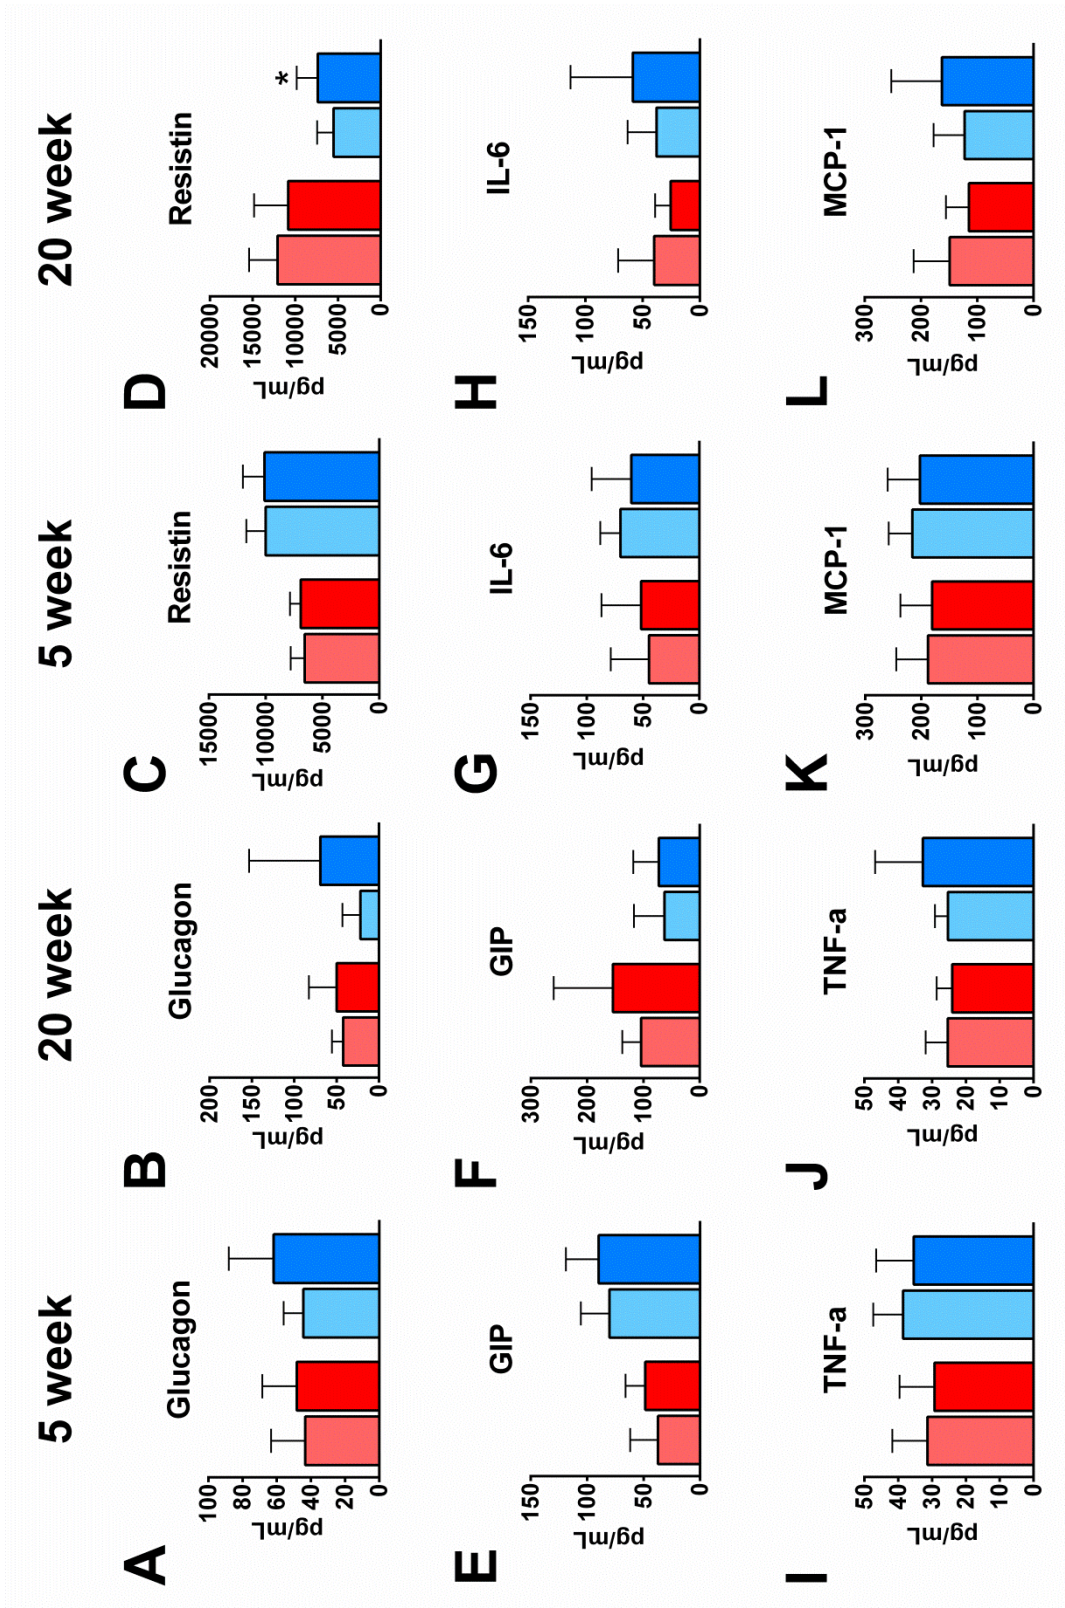 5 week
20 week
5 week
20 week
A
Glucagon
pg/mL
100
80
60
40
20
0
B
Glucagon
pg/mL
200
150
100
50
0
C
Resistin
pg/mL
15000
10000
5000
0
D
Resistin
pg/mL
20000
15000
10000
5000
0
*
E
GIP
pg/mL
150
100
50
0
F
GIP
pg/mL
300
200
100
0
G
IL-6
pg/mL
150
100
50
0
H
IL-6
pg/mL
150
100
50
0
I
TNF-a
pg/mL
50
40
30
20
10
0
J
TNF-a
pg/mL
50
40
30
20
10
0
K
MCP-1
pg/mL
300
200
100
0
L
MCP-1
pg/mL
300
200
100
0